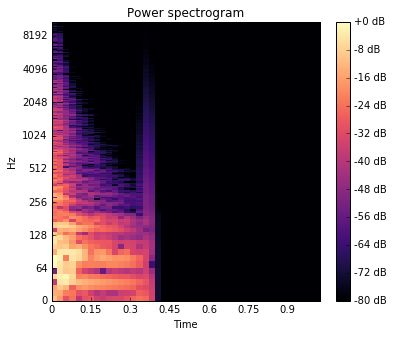 Power spectrogram
Hz
8192
4096
2048
1024
512
256
128
64
0
0 0.15 0.3 0.45 0.6 0.75 0.9
Time
+0 dB
-8 dB
-16 dB
-24 dB
-32 dB
-40 dB
-48 dB
-56 dB
-64 dB
-72 dB
-80 dB